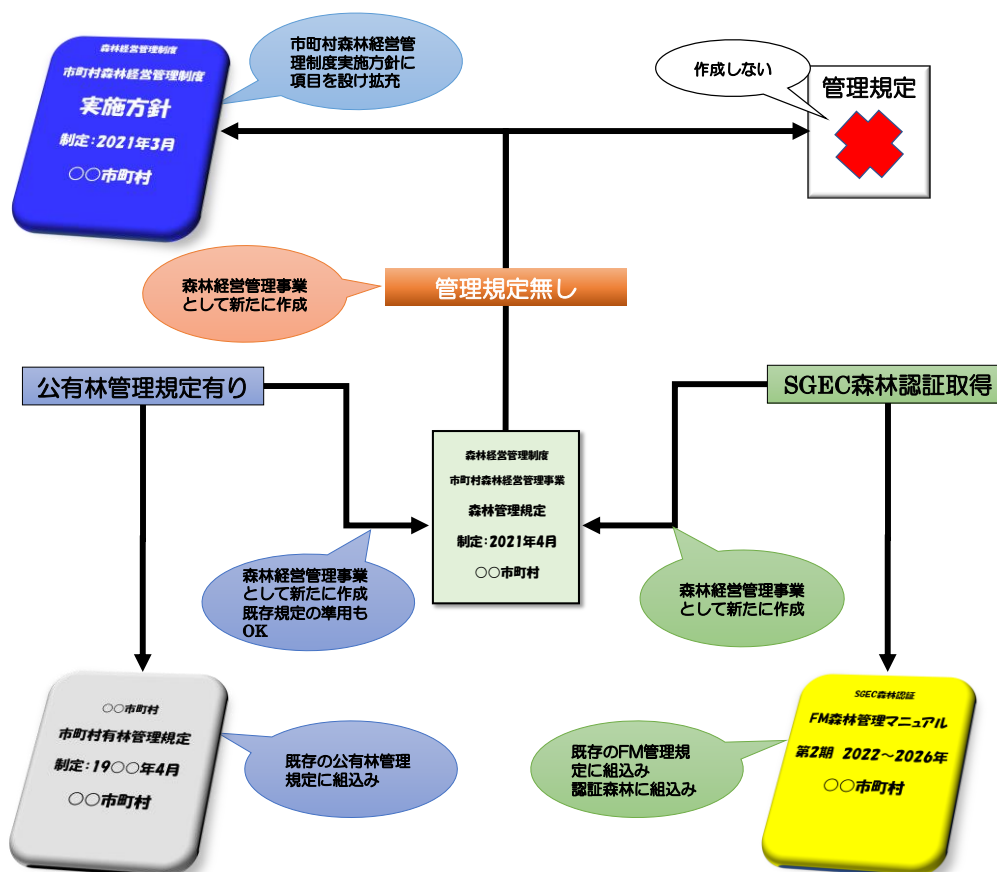 森林経営管理制度
市町村森林経営管理制度
実施方針
制定：2021年3月
○○市町村
市町村森林経営管
理制度実施方針に
項目を設け拡充
作成しない
管理規定
森林経営管理事業
として新たに作成
管理規定無し
公有林管理規定有り
SGEC森林認証取得
森林経営管理制度
市町村森林経営管理事業
森林管理規定
制定：2021年4月
○○市町村
森林経営管理事業
として新たに作成
既存規定の準用も
OK
森林経営管理事業
として新たに作成
○○市町村
市町村有林管理規定
制定：19○○年4月
○○市町村
既存の公有林管理
規定に組込み
既存のFM管理規
定に組込み
認証森林に組込み
SGEC森林認証
FM森林管理マニュアル
第2期 2022～2026年
○○市町村